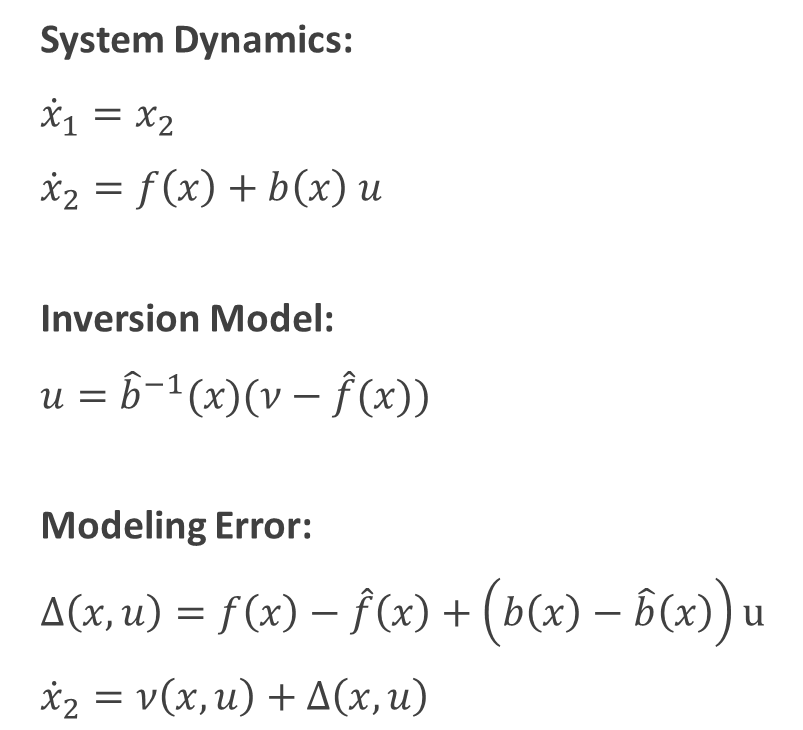 System Dynamics:
ẋ₁ = x₂
ẋ₂ = f(x) + b(x) u
Inversion Model:
u = b̂⁻¹(x)(ν − f̂(x))
Modeling Error:
Δ(x, u) = f(x) − f̂(x) + (b(x) − b̂(x)) u
ẋ₂ = ν(x, u) + Δ(x, u)